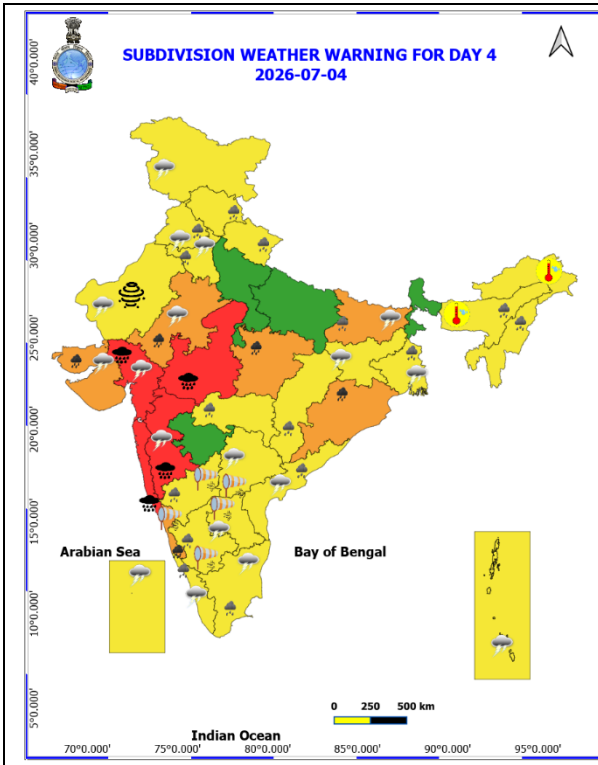 SUBDIVISION WEATHER WARNING FOR DAY 4
2026-07-04
40°0.000'
35°0.000'
30°0.000'
25°0.000'
20°0.000'
15°0.000'
10°0.000'
5°0.000'
Arabian Sea
Bay of Bengal
0 250 500 km
Indian Ocean
70°0.000' 75°0.000' 80°0.000' 85°0.000' 90°0.000' 95°0.000'